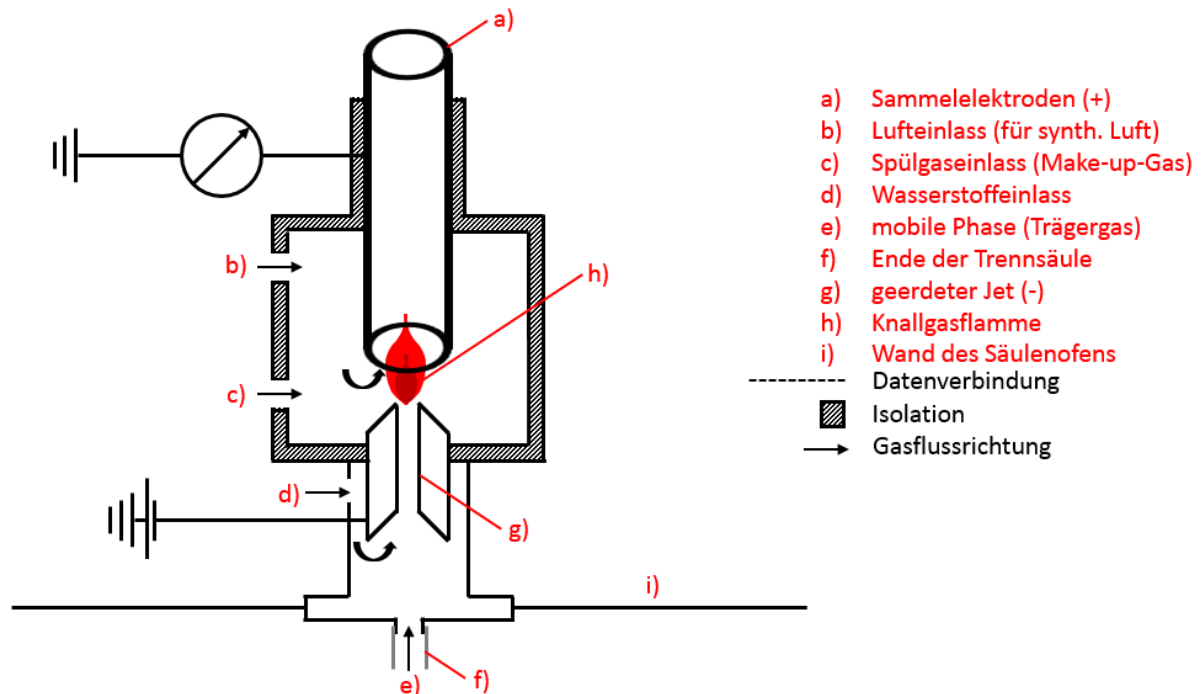 a)
b)
h)
c)
d)
g)
i)
f)
e)
a) Sammelelektroden (+)
b) Lufteinlass (für synth. Luft)
c) Spülgaseinlass (Make-up-Gas)
d) Wasserstoffeinlass
e) mobile Phase (Trägergas)
f) Ende der Trennsäule
g) geerdeter Jet (-)
h) Knallgasflamme
i) Wand des Säulenofens
Datenverbindung
Isolation
Gasflussrichtung